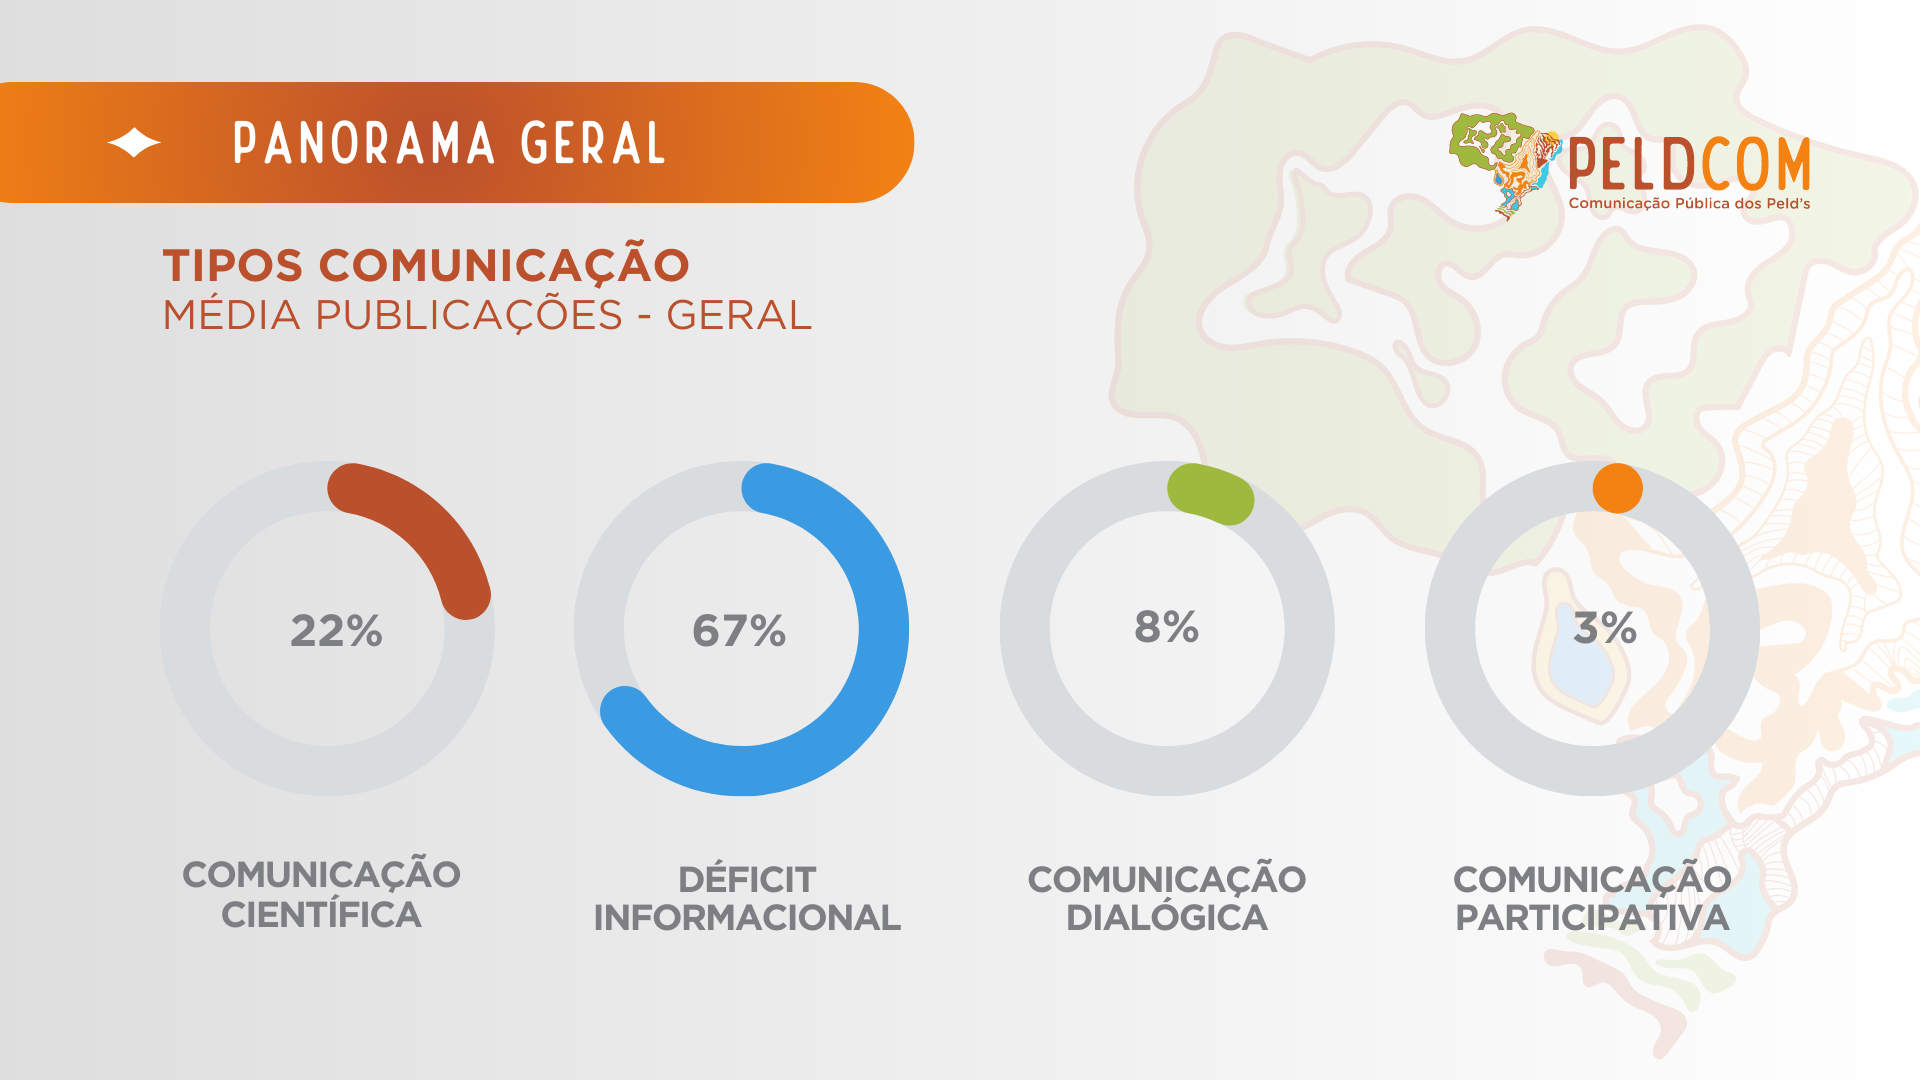 PANORAMA GERAL
PELDCOM
Comunicação Pública dos Peld's
TIPOS COMUNICAÇÃO
MÉDIA PUBLICAÇÕES - GERAL
22%
67%
8%
3%
COMUNICAÇÃO
CIENTÍFICA
DÉFICIT
INFORMACIONAL
COMUNICAÇÃO
DIALÓGICA
COMUNICAÇÃO
PARTICIPATIVA